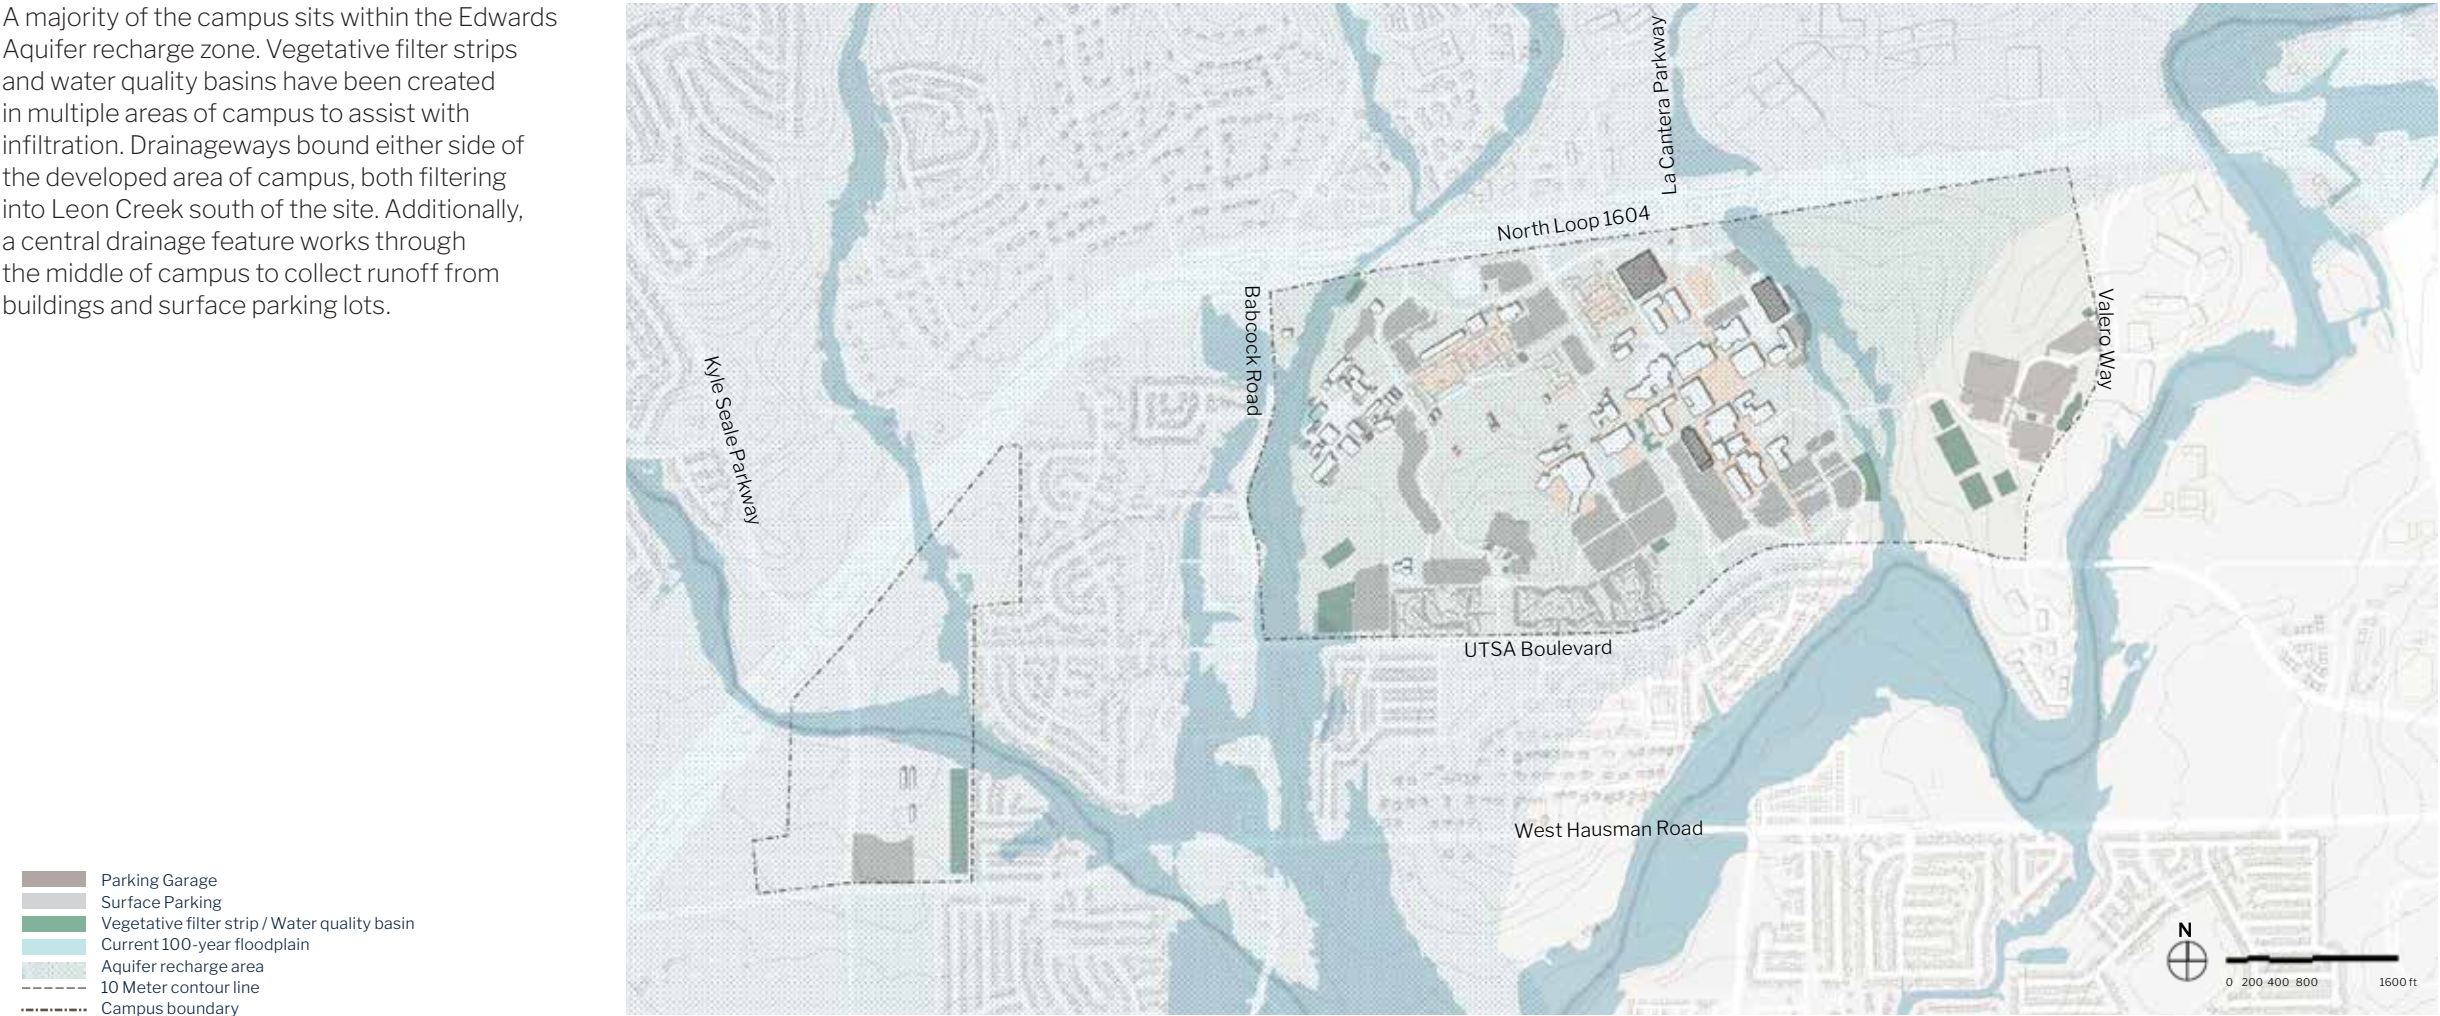 A majority of the campus sits within the Edwards
Aquifer recharge zone. Vegetative filter strips
and water quality basins have been created
in multiple areas of campus to assist with
infiltration. Drainageways bound either side of
the developed area of campus, both filtering
into Leon Creek south of the site. Additionally,
a central drainage feature works through
the middle of campus to collect runoff from
buildings and surface parking lots.
La Cantera Parkway
North Loop 1604
Babcock Road
Valero Way
Kyle Seale Parkway
UTSA Boulevard
West Hausman Road
Parking Garage
Surface Parking
Vegetative filter strip / Water quality basin
Current 100-year floodplain
Aquifer recharge area
10 Meter contour line
Campus boundary
N
0 200 400 800 1600 ft